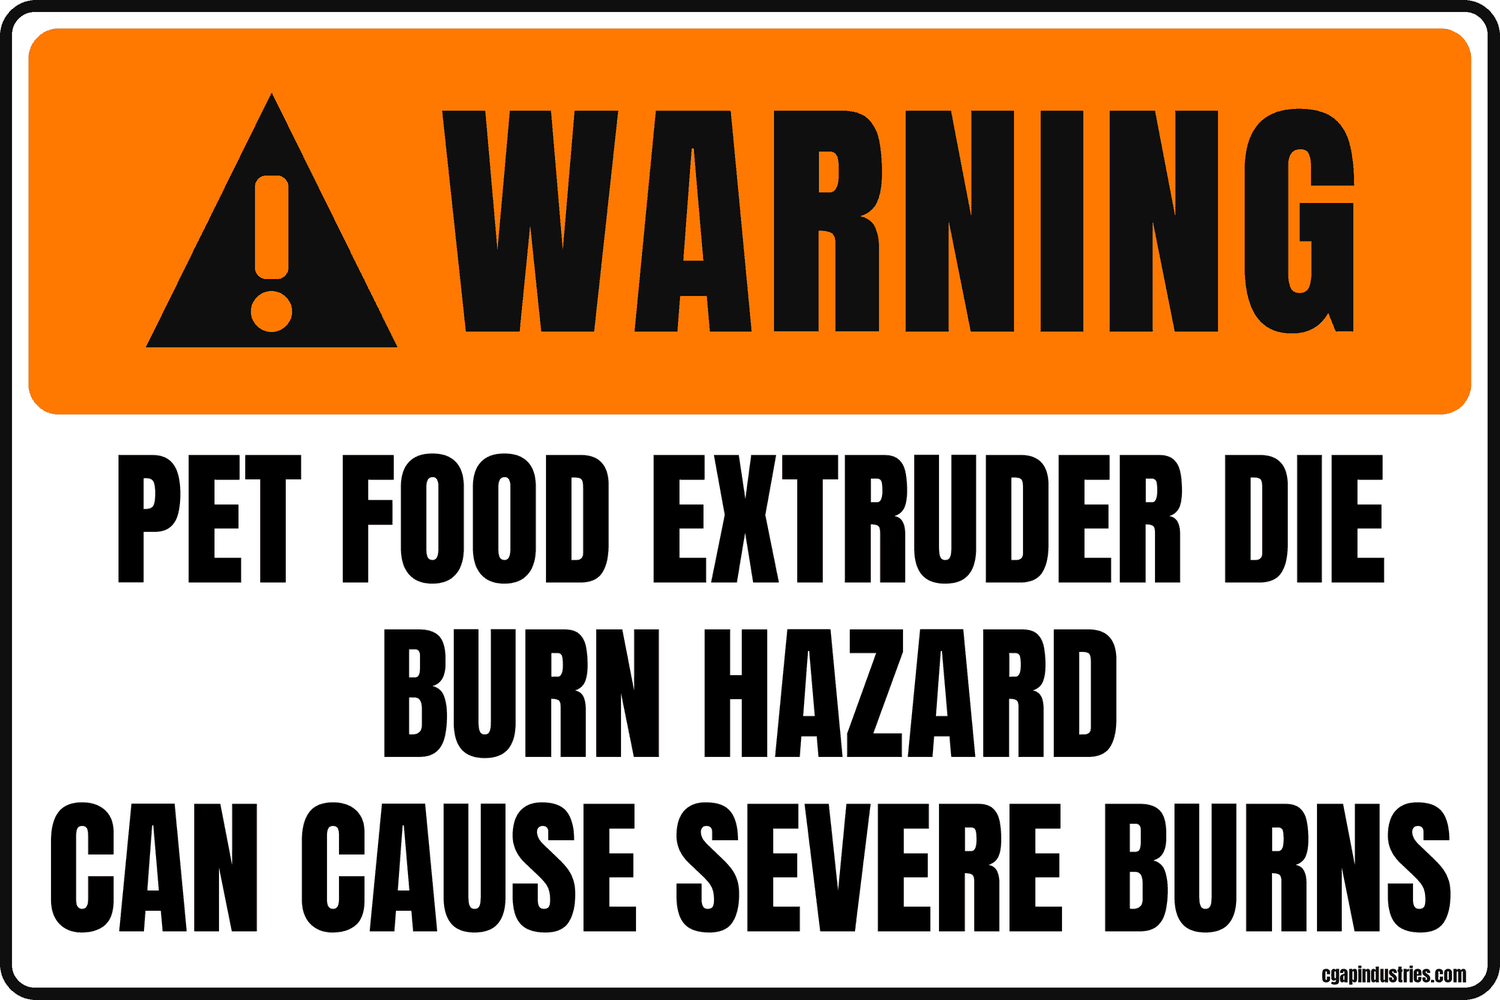 WARNING
PET FOOD EXTRUDER DIE
BURN HAZARD
CAN CAUSE SEVERE BURNS
cgapindustries.com